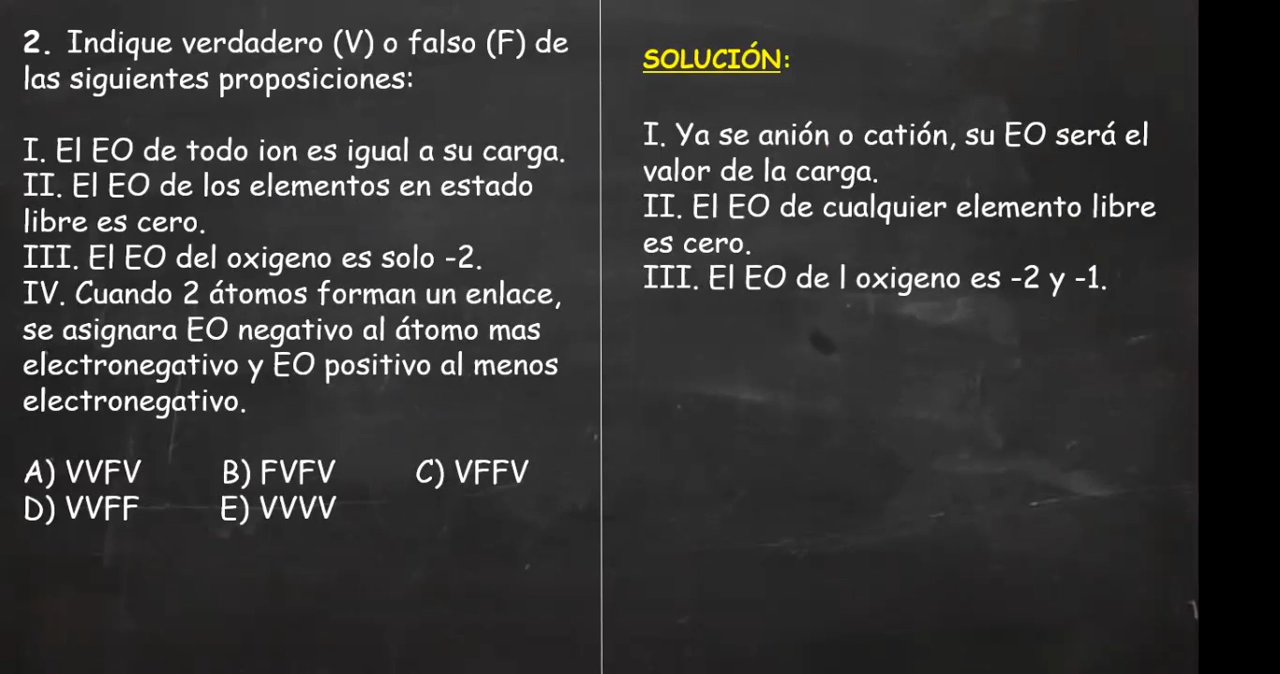 2. Indique verdadero (V) o falso (F) de
las siguientes proposiciones:
I. El EO de todo ion es igual a su carga.
II. El EO de los elementos en estado
libre es cero.
III. El EO del oxigeno es solo -2.
IV. Cuando 2 átomos forman un enlace,
se asignara EO negativo al átomo mas
electronegativo y EO positivo al menos
electronegativo.
A) VVFV B) FVFV C) VFFV
D) VVFF E) VVVV
SOLUCIÓN:
I. Ya se anión o catión, su EO será el
valor de la carga.
II. El EO de cualquier elemento libre
es cero.
III. El EO de l oxigeno es -2 y -1.